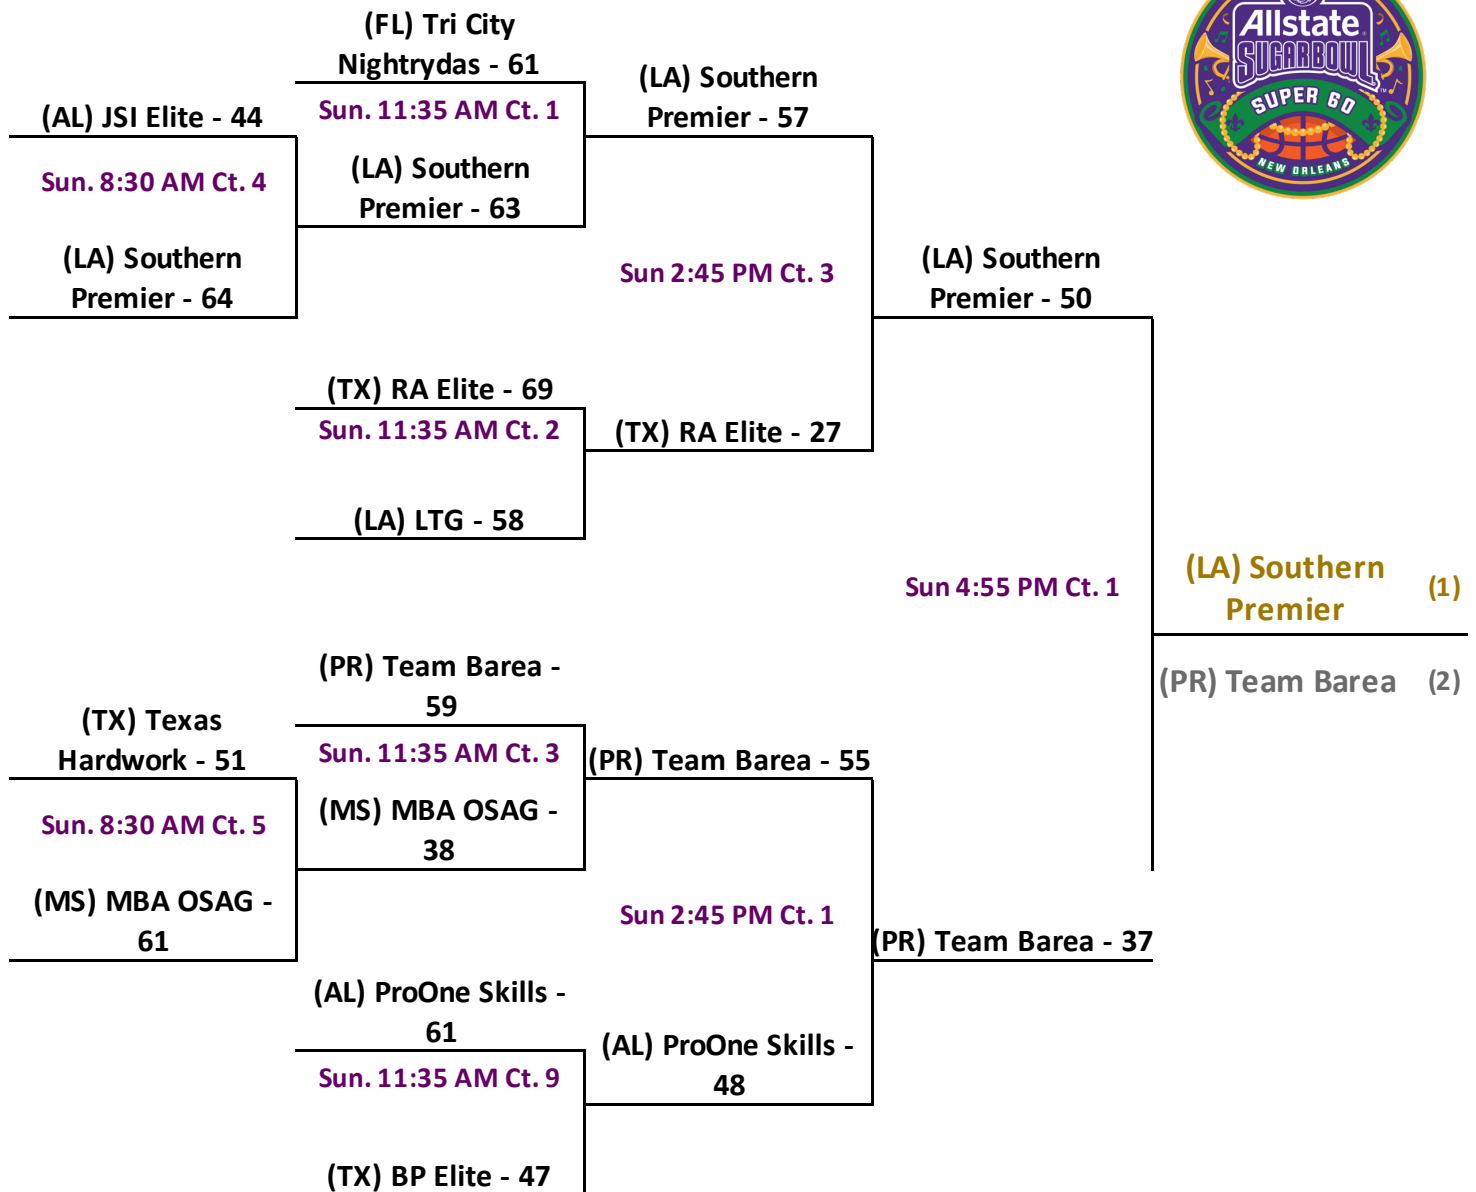 (FL) Tri City
Nightrydas - 61
Allstate
SUGARBOWL
SUPER 60
NEW ORLEANS
(LA) Southern
Premier - 57
(AL) JSI Elite - 44
Sun. 11:35 AM Ct. 1
Sun. 8:30 AM Ct. 4
(LA) Southern
Premier - 63
(LA) Southern
Premier - 64
Sun 2:45 PM Ct. 3
(LA) Southern
Premier - 50
(TX) RA Elite - 69
Sun. 11:35 AM Ct. 2
(TX) RA Elite - 27
(LA) LTG - 58
Sun 4:55 PM Ct. 1
(LA) Southern
Premier
(1)
(PR) Team Barea (2)
(PR) Team Barea -
59
(TX) Texas
Hardwork - 51
Sun. 11:35 AM Ct. 3
(PR) Team Barea - 55
Sun. 8:30 AM Ct. 5
(MS) MBA OSAG -
38
(MS) MBA OSAG -
61
Sun 2:45 PM Ct. 1
(PR) Team Barea - 37
(AL) ProOne Skills -
61
(AL) ProOne Skills -
48
Sun. 11:35 AM Ct. 9
(TX) BP Elite - 47